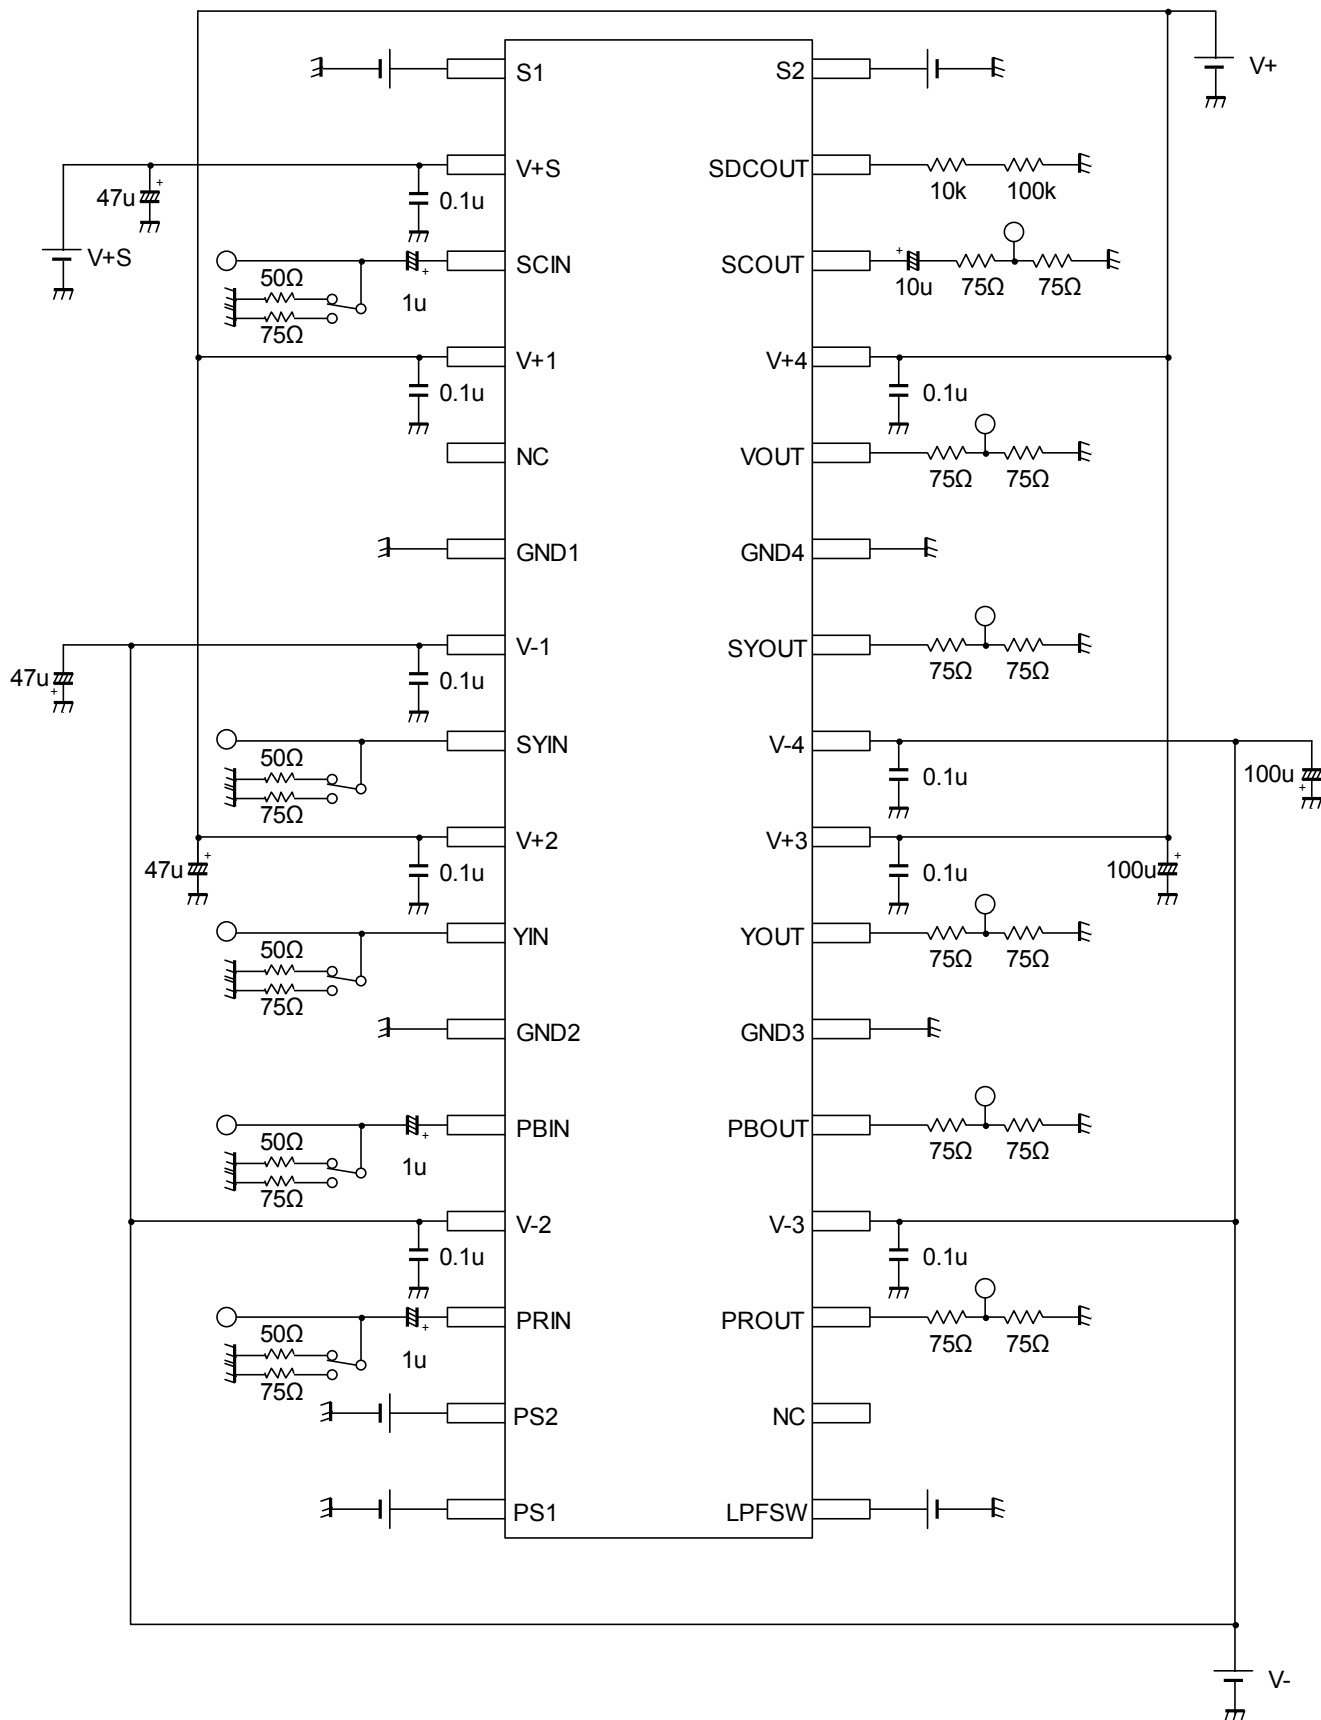 V+
S1
S2
V+S
SDCOUT
47u
0.1u
10k
100k
V+S
SCIN
SCOUT
50Ω
1u
10u
75Ω
75Ω
75Ω
V+1
V+4
0.1u
0.1u
NC
VOUT
75Ω
75Ω
GND1
GND4
V-1
SYOUT
47u
0.1u
75Ω
75Ω
SYIN
V-4
50Ω
0.1u
100u
75Ω
V+2
V+3
47u
0.1u
0.1u
100u
YIN
YOUT
50Ω
75Ω
75Ω
75Ω
GND2
GND3
PBIN
PBOUT
50Ω
1u
75Ω
75Ω
75Ω
V-2
V-3
0.1u
0.1u
PRIN
PROUT
50Ω
1u
75Ω
75Ω
75Ω
PS2
NC
PS1
LPFSW
V-